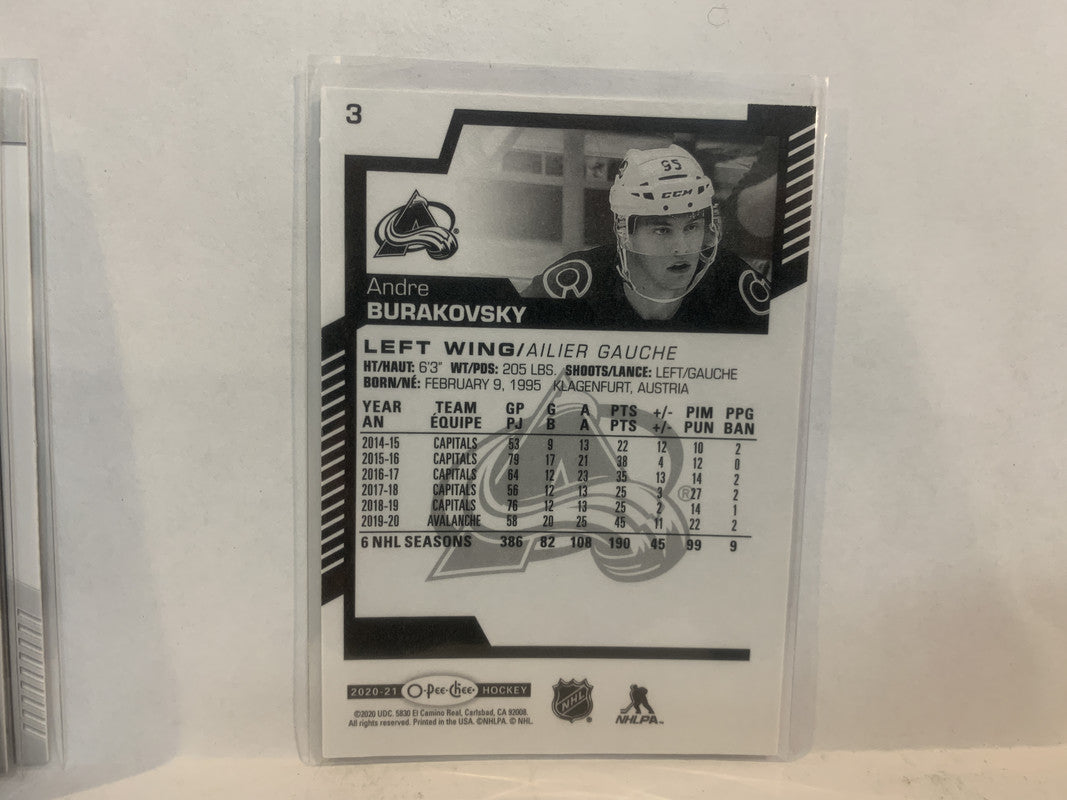 3
95
CCM
A
Andre
BURAKOVSKY
LEFT WING/AILIER GAUCHE
HT/HAUT: 6'3" WT/PDS: 205 LBS. SHOOTS/LANCE: LEFT/GAUCHE
BORN/NÉ: FEBRUARY 9, 1995 KLAGENFURT, AUSTRIA
YEAR TEAM GP G A PTS +/- PIM PPG
AN ÉQUIPE PJ B A PTS +/- PUN BAN
2014-15 CAPITALS 53 9 13 22 12 10 2
2015-16 CAPITALS 79 17 21 38 4 12 0
2016-17 CAPITALS 64 12 23 35 13 14 2
2017-18 CAPITALS 56 12 13 25 3 27 2
2018-19 CAPITALS 76 12 13 25 2 14 1
2019-20 AVALANCHE 58 20 25 45 11 22 2
6 NHL SEASONS 386 82 108 190 45 99 9
2020-21 O-Pee-Chee HOCKEY
NHL
NHLPA
©2020 UDC. 5830 El Camino Real, Carlsbad, CA 92008.
All rights reserved. Printed in the USA. ©NHLPA. © NHL.